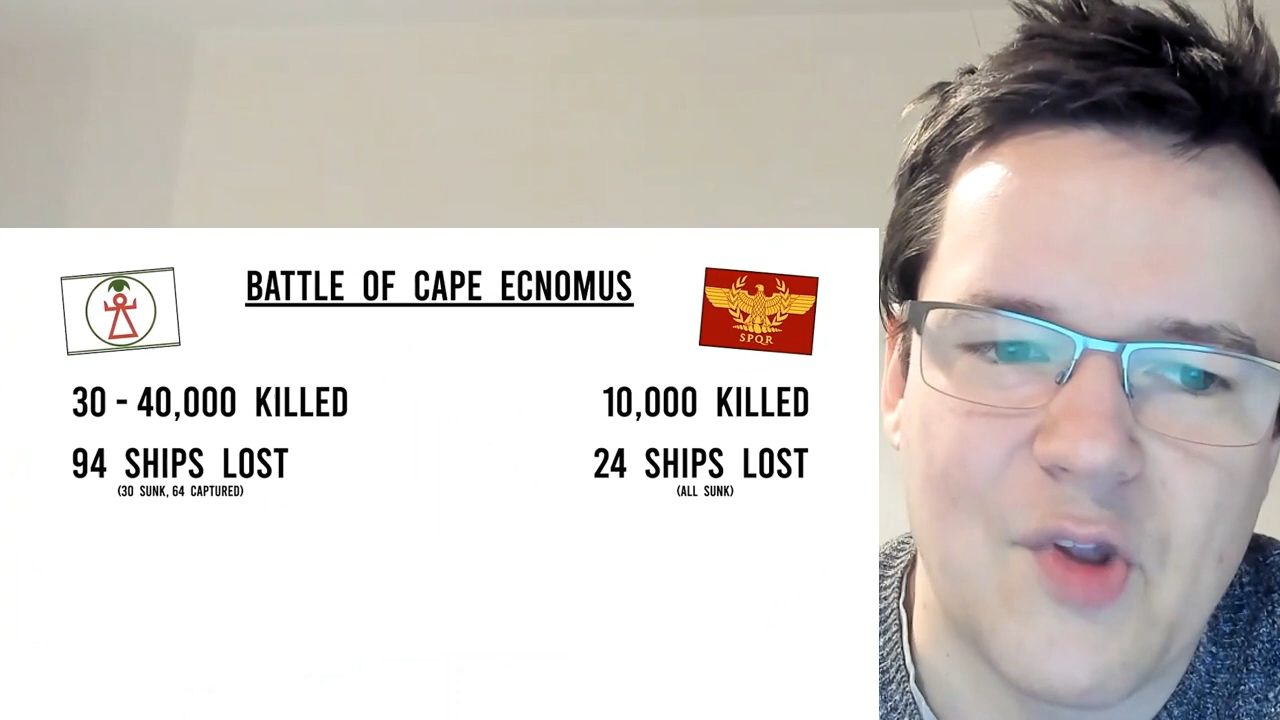 BATTLE OF CAPE ECNOMUS
SPQR
30 - 40,000 KILLED
10,000 KILLED
94 SHIPS LOST
24 SHIPS LOST
(30 SUNK, 64 CAPTURED)
(ALL SUNK)